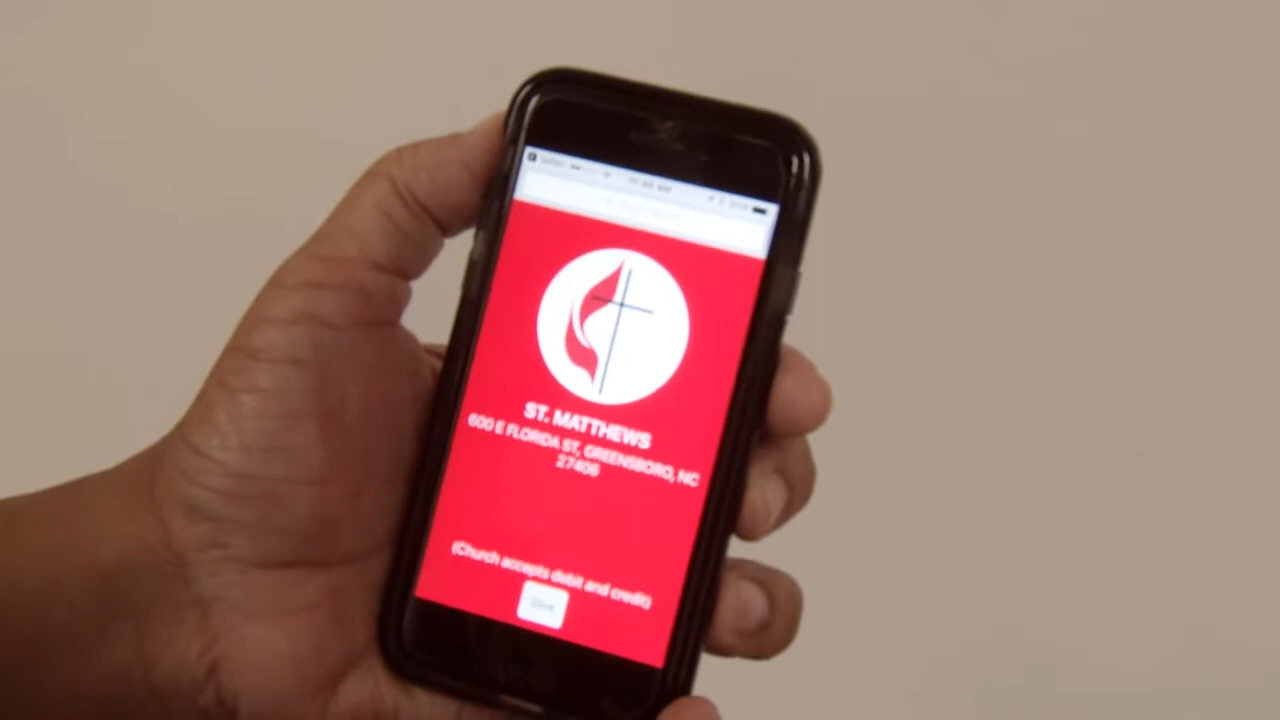 ST. MATTHEWS
600 E FLORIDA ST, GREENSBORO, NC
27406
(Church accepts debit and credit)
Give